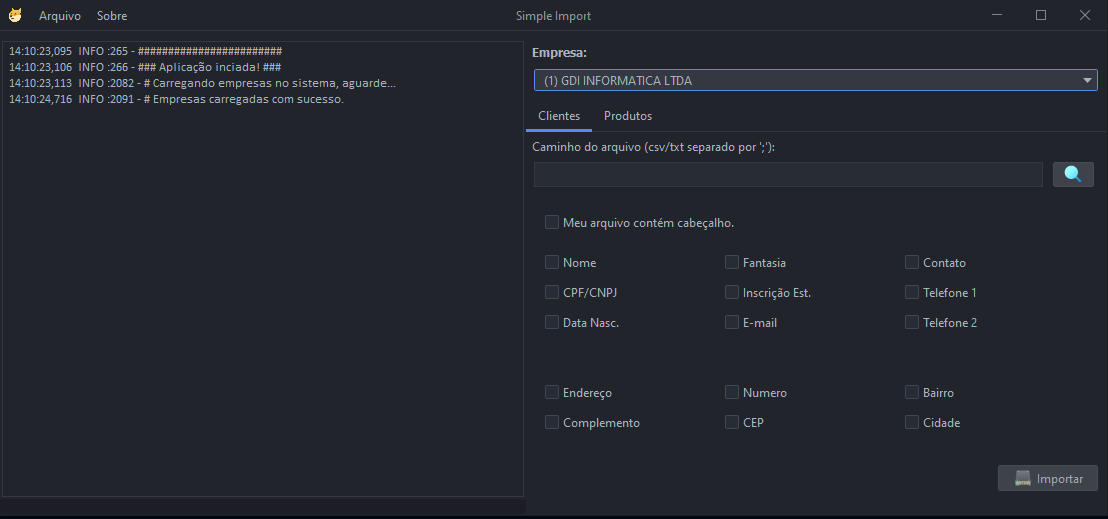 Arquivo Sobre Simple Import
14:10:23,095 INFO :265 - ########################
14:10:23,106 INFO :266 - ### Aplicação inciada! ###
14:10:23,113 INFO :2082 - # Carregando empresas no sistema, aguarde...
14:10:24,716 INFO :2091 - # Empresas carregadas com sucesso.
Empresa:
(1) GDI INFORMATICA LTDA
Clientes Produtos
Caminho do arquivo (csv/txt separado por ';'):
Meu arquivo contém cabeçalho.
Nome Fantasia Contato
CPF/CNPJ Inscrição Est. Telefone 1
Data Nasc. E-mail Telefone 2
Endereço Numero Bairro
Complemento CEP Cidade
Importar